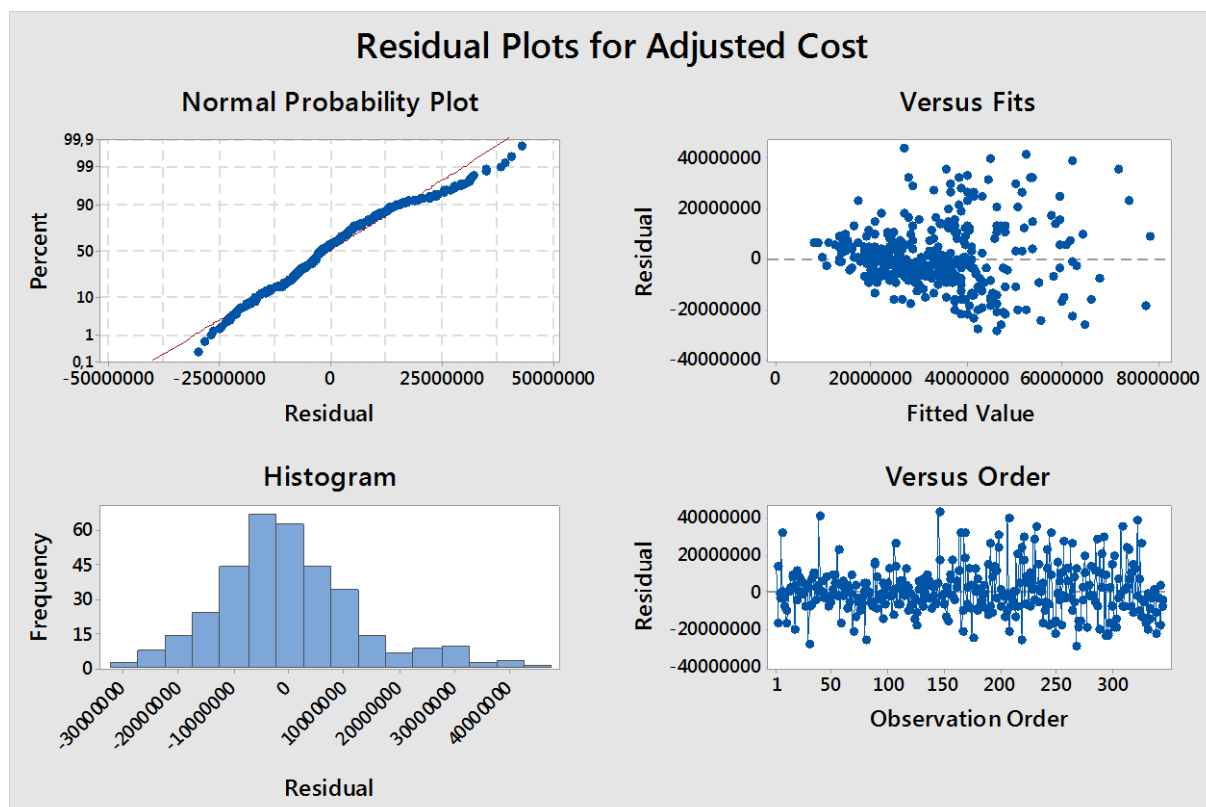 Residual Plots for Adjusted Cost
Normal Probability Plot
99,9
99
90
50
10
1
0,1
Percent
-50000000 -25000000 0 25000000 50000000
Residual
Versus Fits
40000000
20000000
0
-20000000
-40000000
Residual
0 20000000 40000000 60000000 80000000
Fitted Value
Histogram
60
45
30
15
0
Frequency
-30000000 -20000000 -10000000 0 10000000 20000000 30000000 40000000
Residual
Versus Order
40000000
20000000
0
-20000000
-40000000
Residual
1 50 100 150 200 250 300
Observation Order